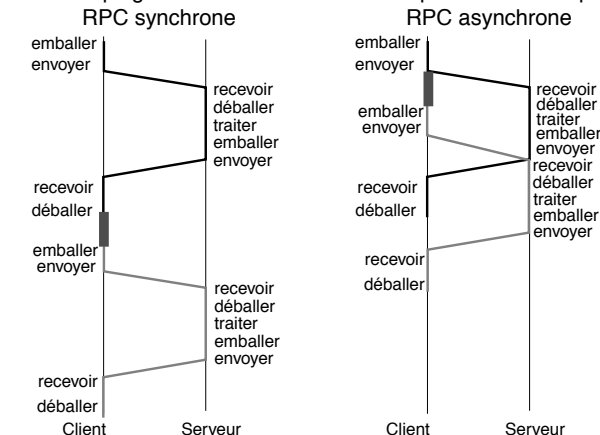 RPC synchrone
emballer
envoyer
recevoir
déballer
traiter
emballer
envoyer
recevoir
déballer
emballer
envoyer
recevoir
déballer
traiter
emballer
envoyer
recevoir
déballer
Client
Serveur
RPC asynchrone
emballer
envoyer
recevoir
déballer
traiter
emballer
envoyer
emballer
envoyer
recevoir
déballer
traiter
emballer
envoyer
recevoir
déballer
recevoir
déballer
Client
Serveur